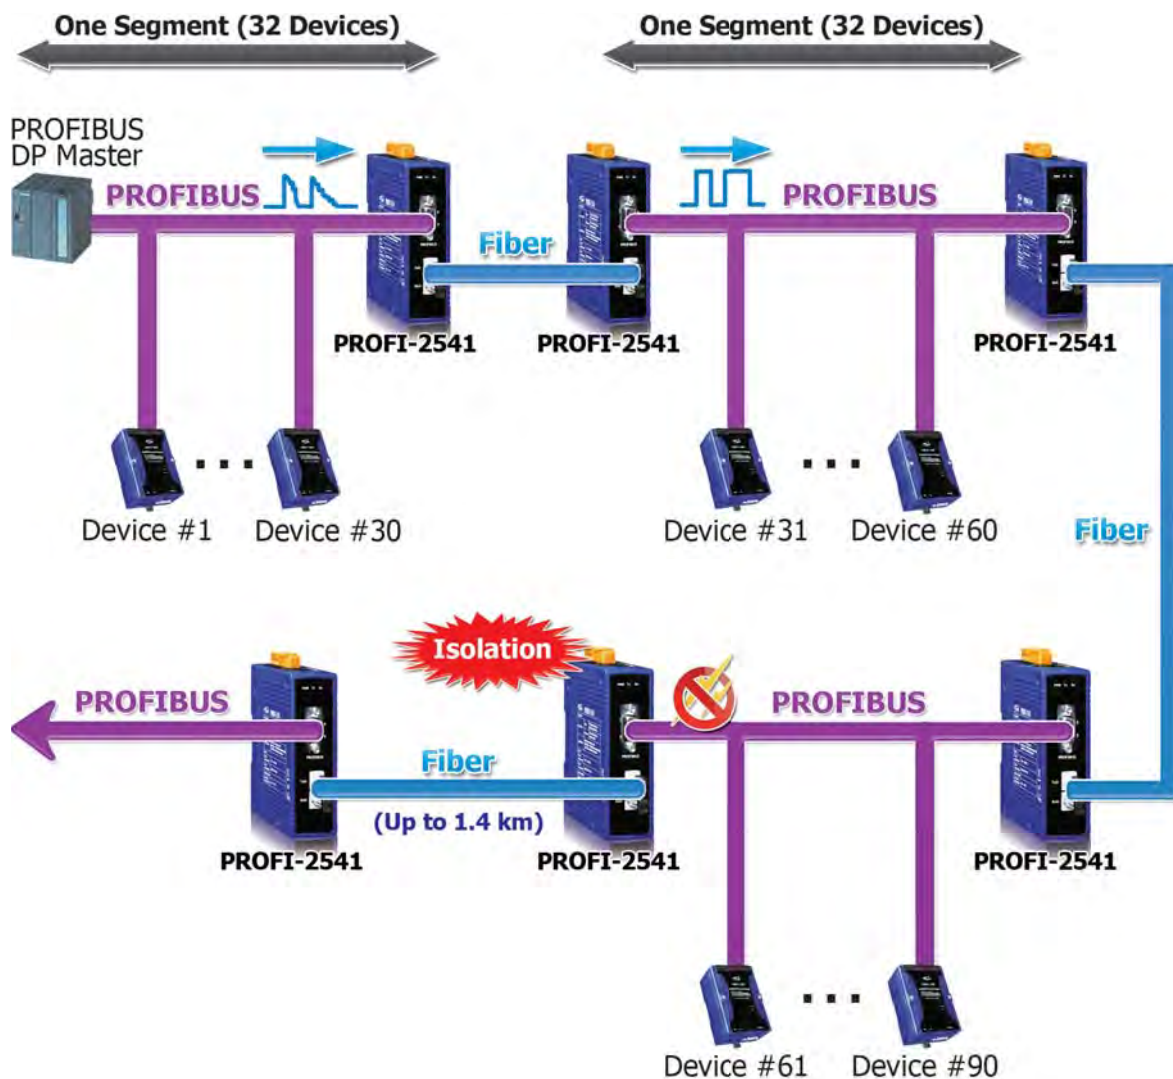 One Segment (32 Devices)
One Segment (32 Devices)
PROFIBUS
DP Master
PROFIBUS
PROFIBUS
Fiber
PROFI-2541
PROFI-2541
PROFI-2541
Device #1
Device #30
Device #31
Device #60
Fiber
Isolation
PROFIBUS
PROFIBUS
Fiber
(Up to 1.4 km)
PROFI-2541
PROFI-2541
PROFI-2541
Device #61
Device #90